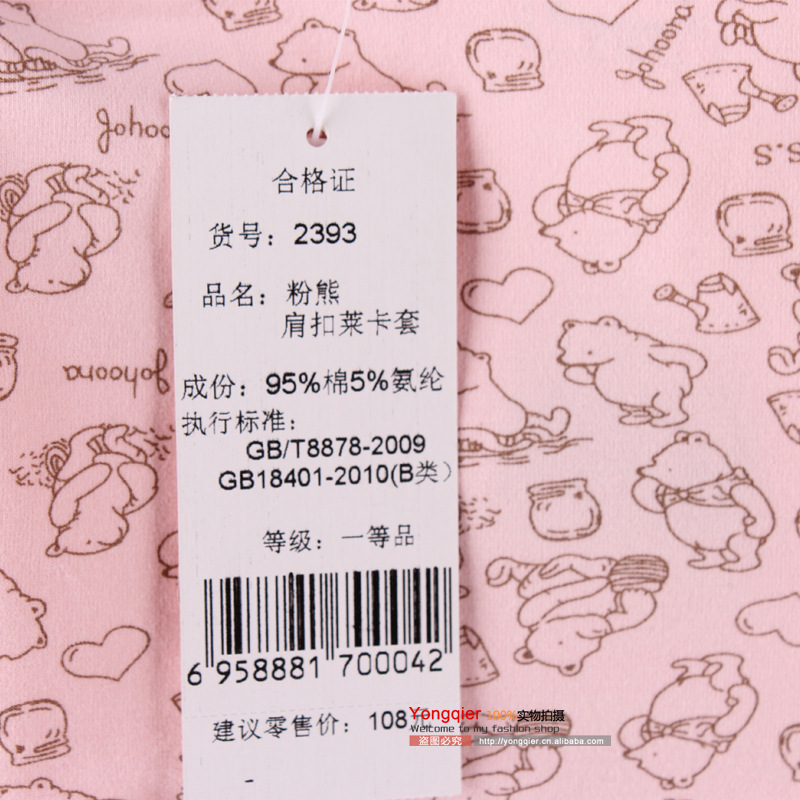 johoona
S.S
Johoon
johoona
合格证
货号：2393
品名：粉熊
肩扣莱卡套
成份：95%棉5%氨纶
执行标准：
GB/T8878-2009
GB18401-2010(B类）
等级：一等品
6 958881 700042
建议零售价：108
Yongqier 100%实物拍摄
Welcome to my fashion shop
盗图必究 http://yongqier.cn.alibaba.com